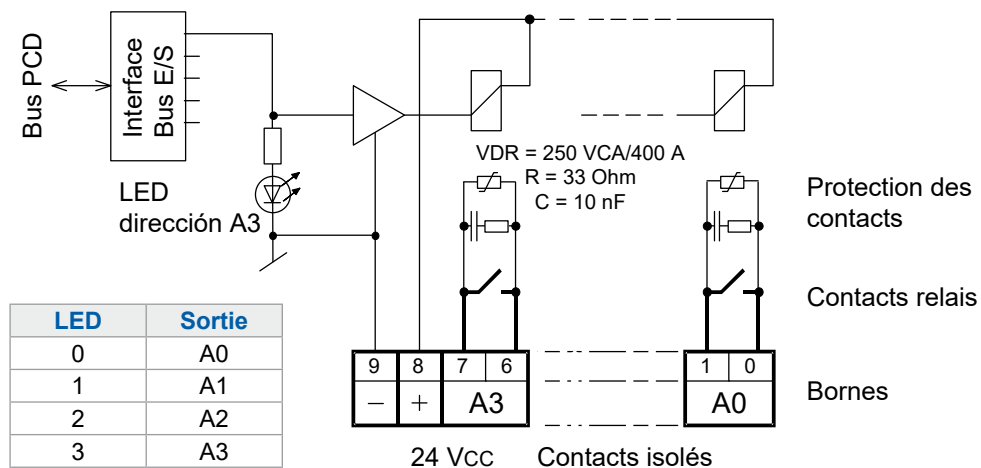 Bus PCD
Interface
Bus E/S
LED
dirección A3
VDR = 250 VCA/400 A
R = 33 Ohm
C = 10 nF
Protection des
contacts
Contacts relais
LED Sortie
0 A0
1 A1
2 A2
3 A3
9 8 7 6
− + A3
1 0
A0
Bornes
24 VCC Contacts isolés